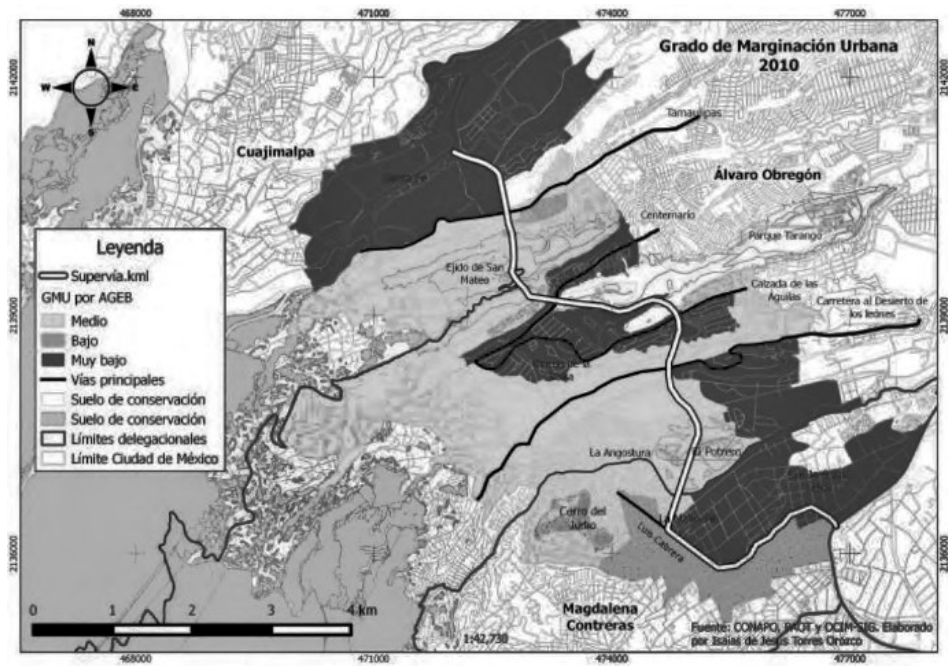 468000
471000
474000
477000
Grado de Marginación Urbana
2010
2142000
2142000
N
W
E
S
Tamaulipas
Cuajimalpa
Santa Fe
Álvaro Obregón
Centenario
Parque Tarango
Leyenda
Supervía.kml
GMU por AGEB
Medio
Bajo
Muy bajo
Vías principales
Suelo de conservación
Suelo de conservación
Límites delegacionales
Límite Ciudad de México
Ejido de San
Mateo
Calzada de las
Águilas
Carretera al Desierto de
los leónes
2139000
2139000
La Angostura
El Potrero
Cerro del
Judío
Luis Cabrera
2136000
2136000
0
1
2
3
4 km
1:42,730
Magdalena
Contreras
Fuente: CONAPO, PAOT y OCIM-SIG. Elaborado
por Isaías de Jesús Torres Orózco
468000
471000
474000
477000